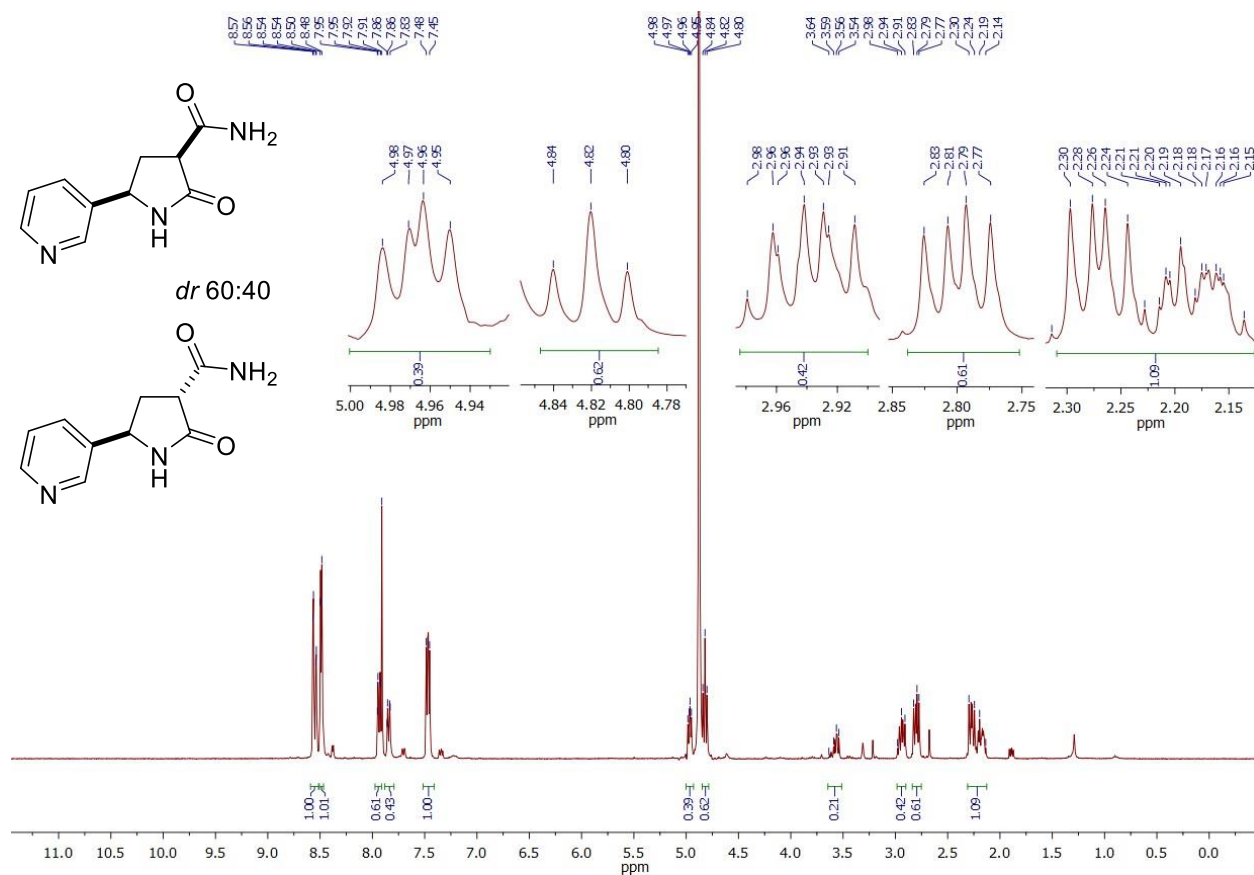 8.57 8.56 8.54 8.54 8.50 8.48 7.95 7.95 7.92 7.91 7.86 7.86 7.83 7.48 7.45
4.98 4.97 4.96 4.95 4.84 4.82 4.80
3.64 3.59 3.56 3.54 2.98 2.94 2.91 2.83 2.79 2.77 2.30 2.24 2.19 2.14
O
NH2
N
H
O
N
dr 60:40
O
NH2
N
H
O
N
4.98 4.97 4.96 4.95
0.39
5.00 4.98 4.96 4.94
ppm
4.84 4.82 4.80
0.62
4.84 4.82 4.80 4.78
ppm
2.98 2.96 2.96 2.94 2.93 2.93 2.91
0.42
2.96 2.92
ppm
2.83 2.81 2.79 2.77
0.61
2.85 2.80 2.75
ppm
2.30 2.28 2.26 2.24 2.21 2.21 2.20 2.19 2.18 2.18 2.17 2.16 2.16 2.15
1.09
2.30 2.25 2.20 2.15
ppm
1.00 1.01 0.61 0.43 1.00 0.39 0.62 0.21 0.42 0.61 1.09
11.0 10.5 10.0 9.5 9.0 8.5 8.0 7.5 7.0 6.5 6.0 5.5 5.0 4.5 4.0 3.5 3.0 2.5 2.0 1.5 1.0 0.5 0.0
ppm